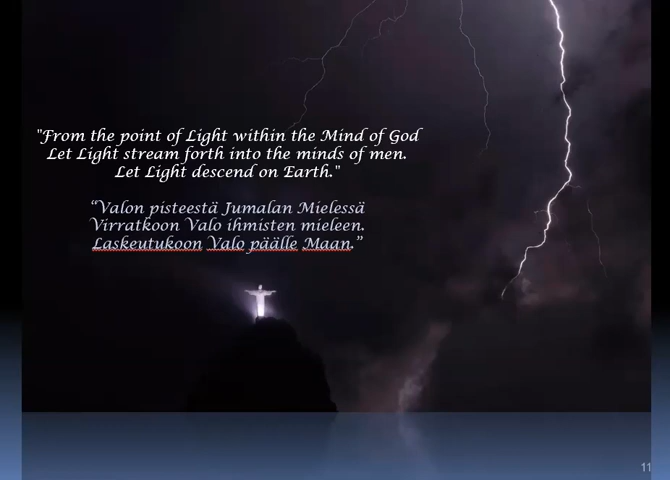 "From the point of Light within the Mind of God
Let Light stream forth into the minds of men.
Let Light descend on Earth."
“Valon pisteestä Jumalan Mielessä
Virratkoon Valo ihmisten mieleen.
Laskeutukoon Valo päälle Maan.”
11